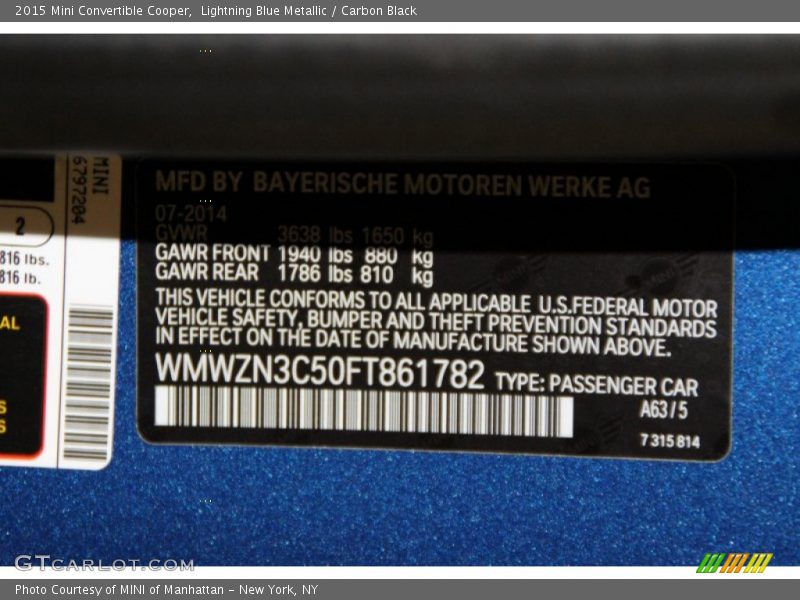 2015 Mini Convertible Cooper,  Lightning Blue Metallic / Carbon Black
MFD BY BAYERISCHE MOTOREN WERKE AG
07-2014
GVWR 3638 lbs 1650 kg
GAWR FRONT 1940 lbs 880 kg
GAWR REAR 1786 lbs 810 kg
THIS VEHICLE CONFORMS TO ALL APPLICABLE U.S.FEDERAL MOTOR
VEHICLE SAFETY, BUMPER AND THEFT PREVENTION STANDARDS
IN EFFECT ON THE DATE OF MANUFACTURE SHOWN ABOVE.
WMWZN3C50FT861782 TYPE: PASSENGER CAR
A63/5
7 315 814
MINI
6797204
2
816 lbs.
816 lb.
AL
S
S
GTCARLOT.COM
Photo Courtesy of MINI of Manhattan - New York, NY